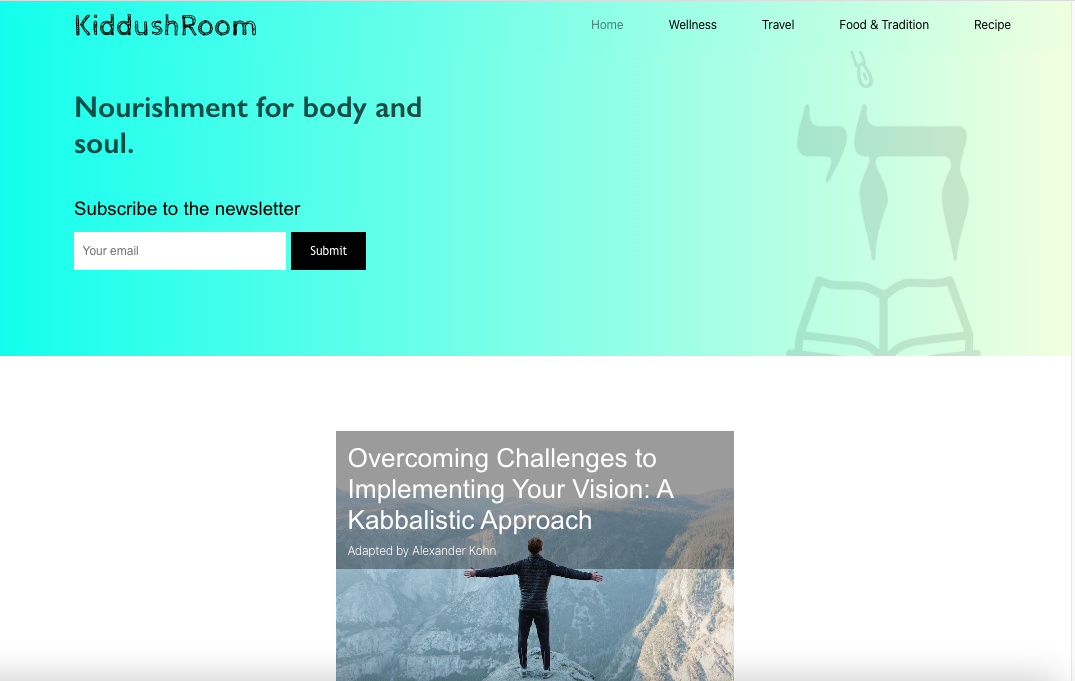 KiddushRoom
Home
Wellness
Travel
Food & Tradition
Recipe
Nourishment for body and
soul.
חי
Subscribe to the newsletter
Your email
Submit
Overcoming Challenges to
Implementing Your Vision: A
Kabbalistic Approach
Adapted by Alexander Kohn